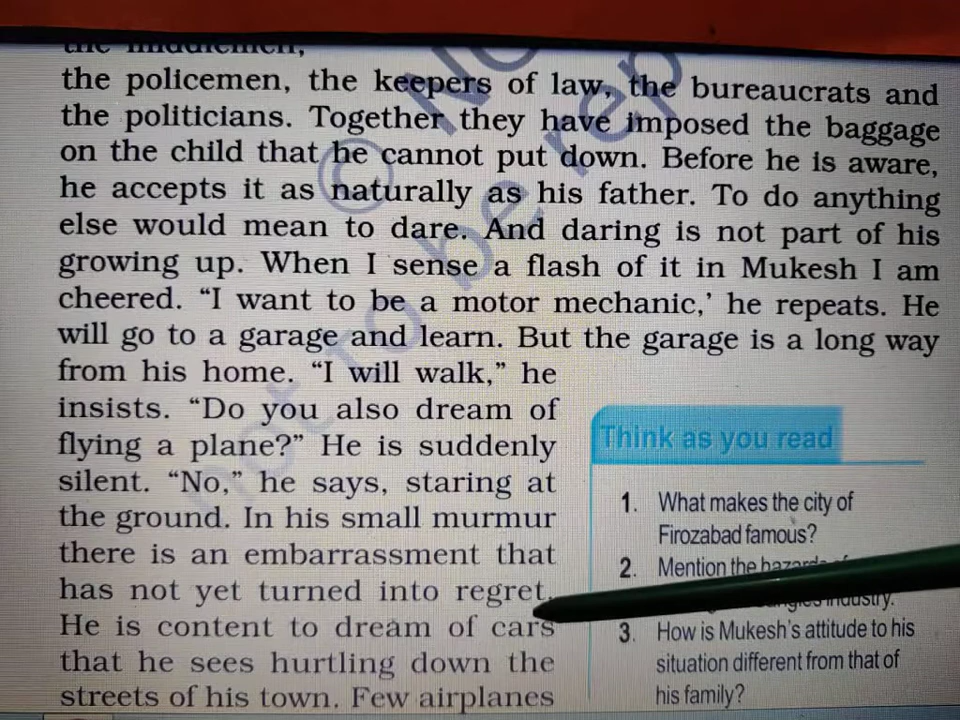 the middlemen,
the policemen, the keepers of law, the bureaucrats and
the politicians. Together they have imposed the baggage
on the child that he cannot put down. Before he is aware,
he accepts it as naturally as his father. To do anything
else would mean to dare. And daring is not part of his
growing up. When I sense a flash of it in Mukesh I am
cheered. “I want to be a motor mechanic,’ he repeats. He
will go to a garage and learn. But the garage is a long way
from his home. “I will walk,” he
insists. “Do you also dream of
flying a plane?” He is suddenly
silent. “No,” he says, staring at
the ground. In his small murmur
there is an embarrassment that
has not yet turned into regret.
He is content to dream of cars
that he sees hurtling down the
streets of his town. Few airplanes
Think as you read
1. What makes the city of
Firozabad famous?
2. Mention the hazards of
industry.
3. How is Mukesh’s attitude to his
situation different from that of
his family?
©
not to be rep